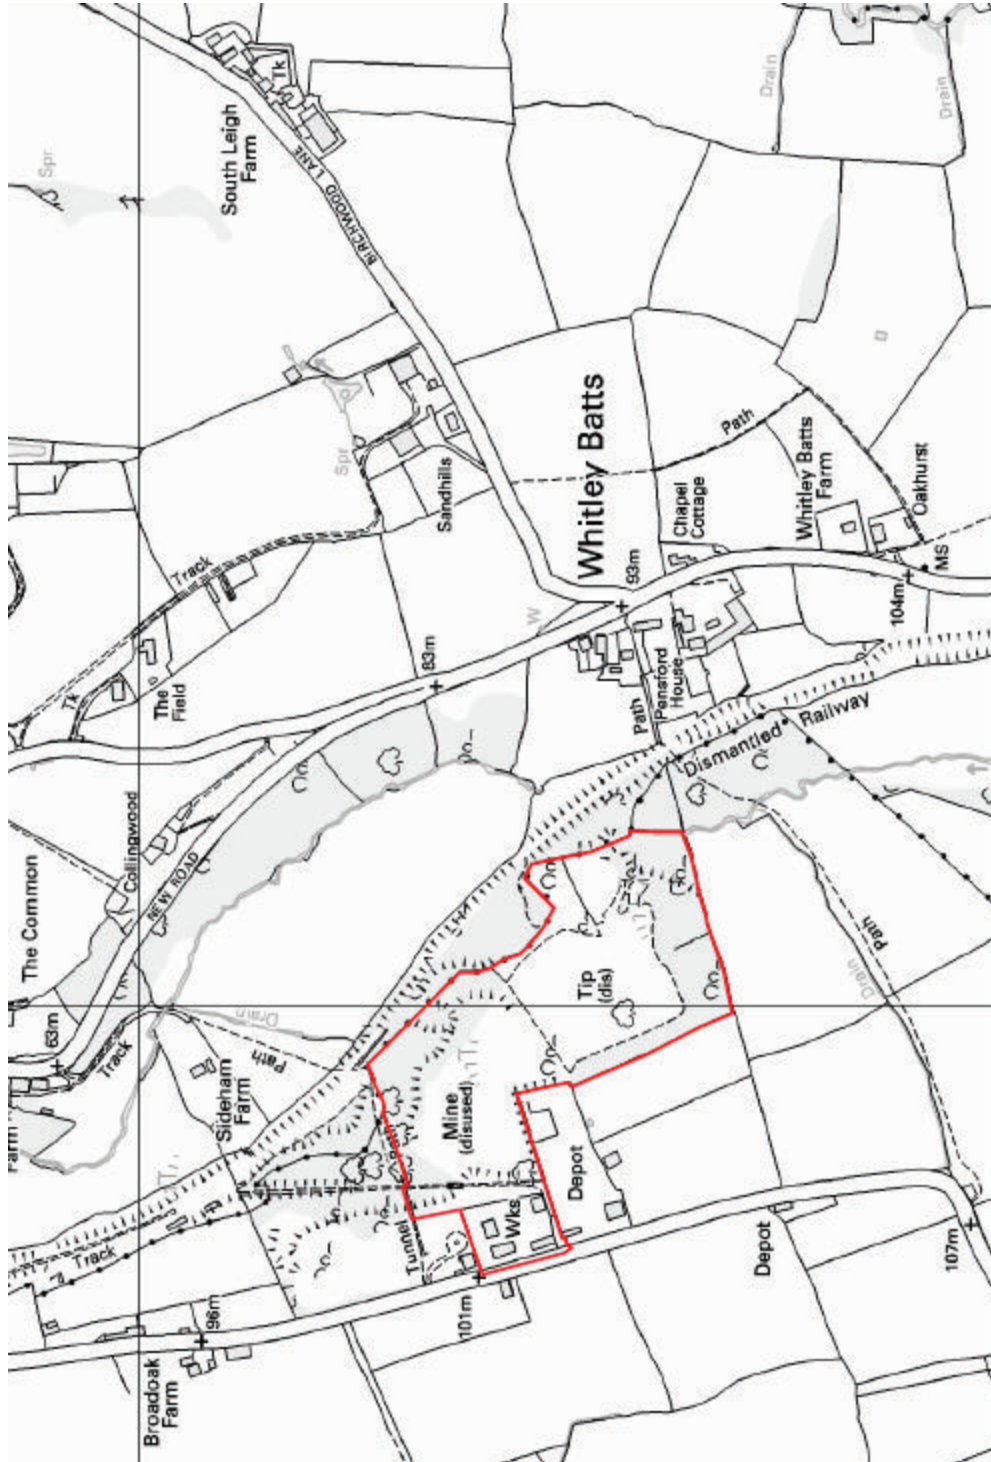 Spr
South Leigh
Farm
Tk
BIRCHWOOD LANE
Drain
Drain
Spr
Sandhills
Track
Tk
The
Field
83m
W
Whitley Batts
93m
Path
Chapel
Cottage
Whitley Batts
Farm
Oakhurst
MS
104m
Pensford
House
Path
Dismantled Railway
The Common
Collingwood
NEW ROAD
63m
Track
Drain
Path
Sideham
Farm
Tip
(dis)
Mine
(disused)
Path
Drain
Depot
Wks
Tunnel
Track
96m
Broadoak
Farm
101m
Depot
107m